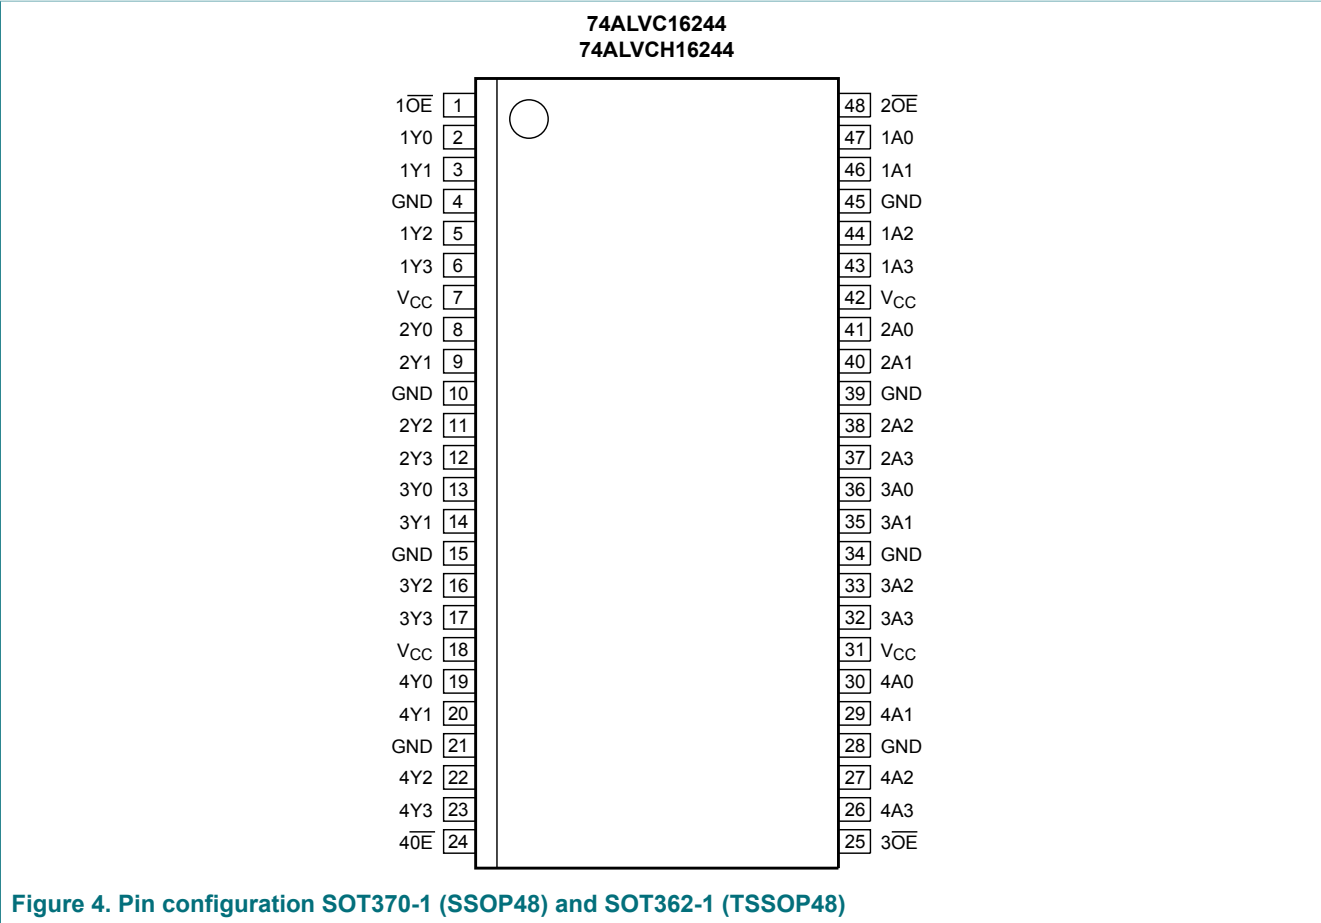 74ALVC16244
74ALVCH16244
1O̅E̅ 1 48 2O̅E̅
1Y0 2 47 1A0
1Y1 3 46 1A1
GND 4 45 GND
1Y2 5 44 1A2
1Y3 6 43 1A3
VCC 7 42 VCC
2Y0 8 41 2A0
2Y1 9 40 2A1
GND 10 39 GND
2Y2 11 38 2A2
2Y3 12 37 2A3
3Y0 13 36 3A0
3Y1 14 35 3A1
GND 15 34 GND
3Y2 16 33 3A2
3Y3 17 32 3A3
VCC 18 31 VCC
4Y0 19 30 4A0
4Y1 20 29 4A1
GND 21 28 GND
4Y2 22 27 4A2
4Y3 23 26 4A3
40̅E̅ 24 25 3O̅E̅
Figure 4. Pin configuration SOT370-1 (SSOP48) and SOT362-1 (TSSOP48)